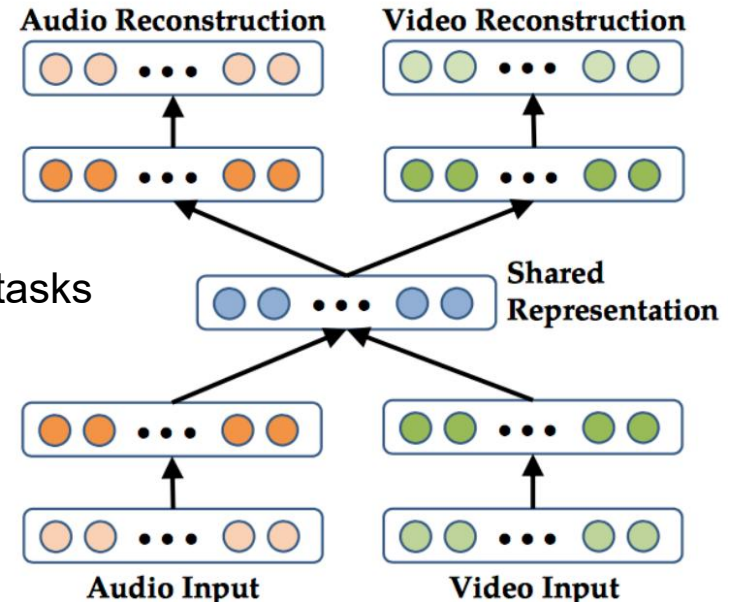 Audio Reconstruction
Video Reconstruction
tasks
Shared
Representation
Audio Input
Video Input